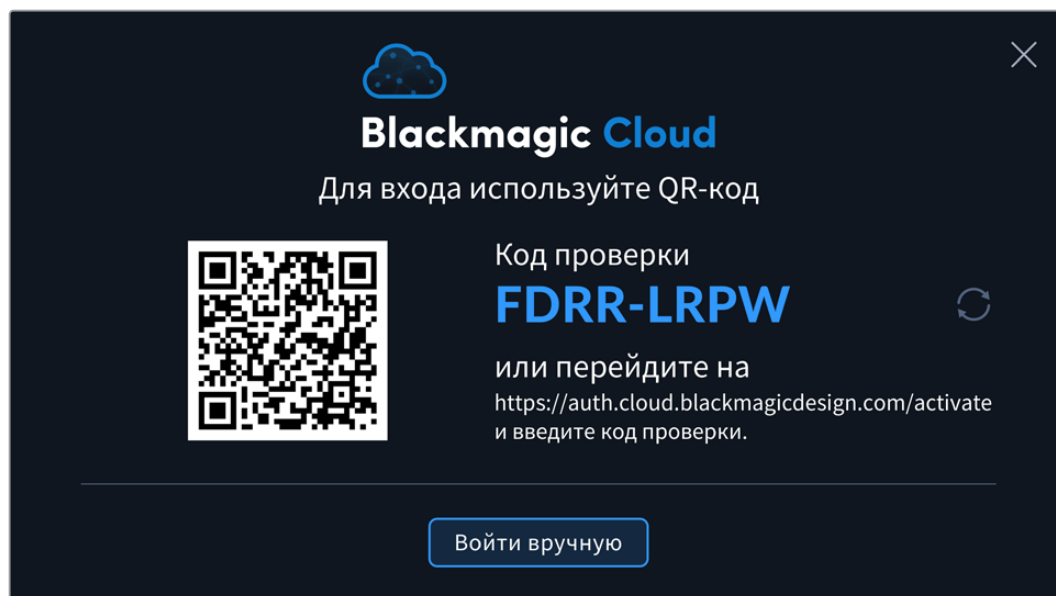 Blackmagic Cloud
Для входа используйте QR-код
Код проверки
FDRR-LRPW
или перейдите на
https://auth.cloud.blackmagicdesign.com/activate
и введите код проверки.
Войти вручную